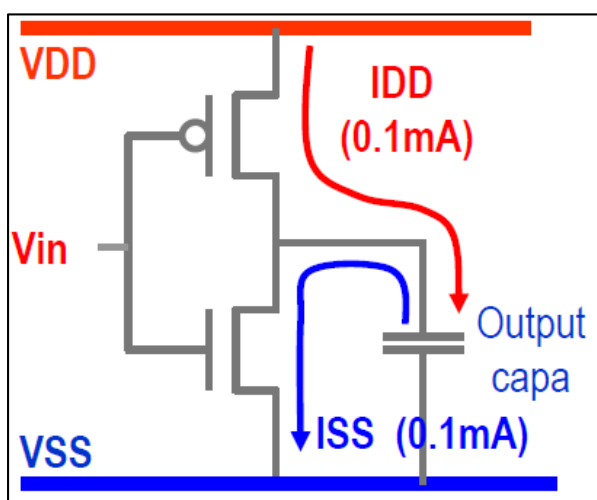 VDD
IDD
(0.1mA)
Vin
Output
capa
ISS (0.1mA)
VSS